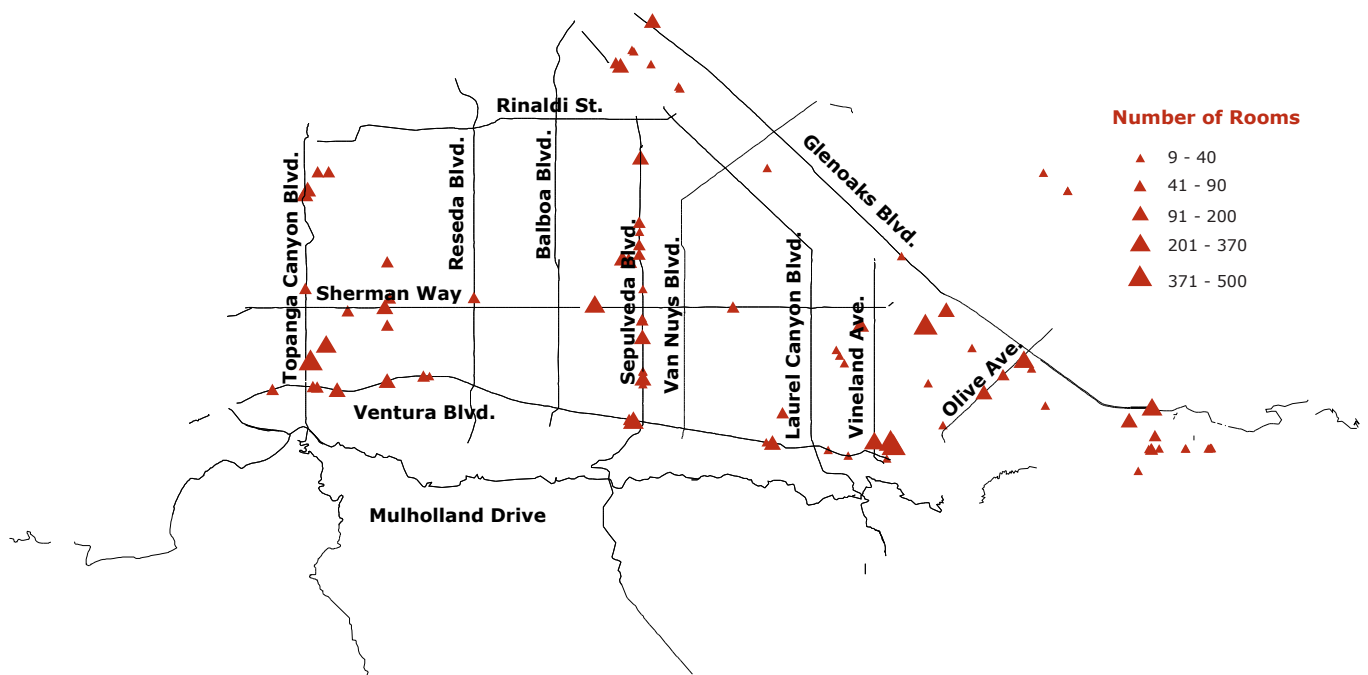 Rinaldi St.
Glenoaks Blvd.
Number of Rooms
9 - 40
41 - 90
91 - 200
201 - 370
371 - 500
Topanga Canyon Blvd.
Reseda Blvd.
Balboa Blvd.
Sepulveda Blvd.
Van Nuys Blvd.
Laurel Canyon Blvd.
Vineland Ave.
Sherman Way
Olive Ave.
Ventura Blvd.
Mulholland Drive